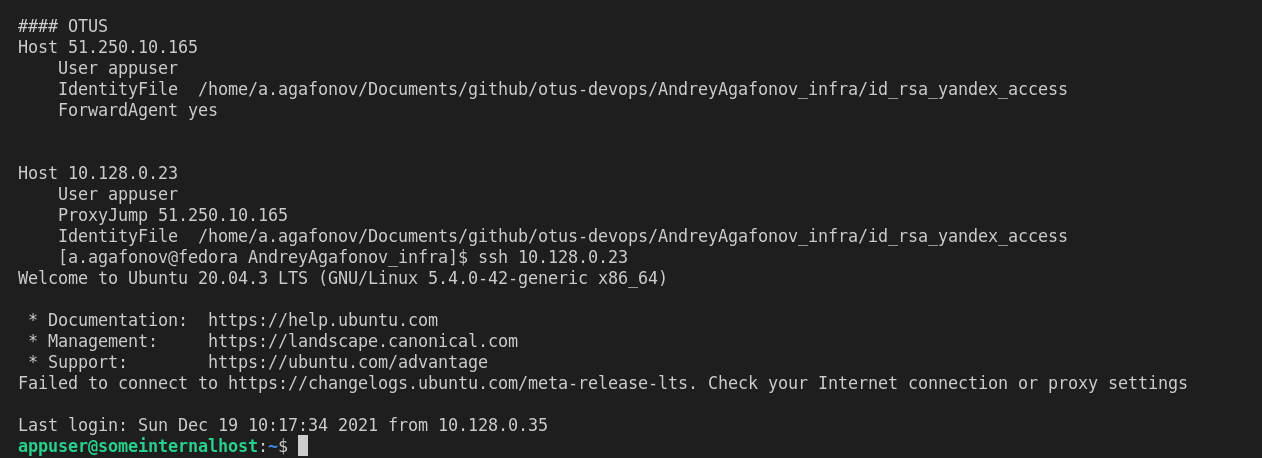 #### OTUS
Host 51.250.10.165
    User appuser
    IdentityFile  /home/a.agafonov/Documents/github/otus-devops/AndreyAgafonov_infra/id_rsa_yandex_access
    ForwardAgent yes
Host 10.128.0.23
    User appuser
    ProxyJump 51.250.10.165
    IdentityFile  /home/a.agafonov/Documents/github/otus-devops/AndreyAgafonov_infra/id_rsa_yandex_access
    [a.agafonov@fedora AndreyAgafonov_infra]$ ssh 10.128.0.23
Welcome to Ubuntu 20.04.3 LTS (GNU/Linux 5.4.0-42-generic x86_64)
 * Documentation:  https://help.ubuntu.com
 * Management:     https://landscape.canonical.com
 * Support:        https://ubuntu.com/advantage
Failed to connect to https://changelogs.ubuntu.com/meta-release-lts. Check your Internet connection or proxy settings
Last login: Sun Dec 19 10:17:34 2021 from 10.128.0.35
appuser@someinternalhost:~$